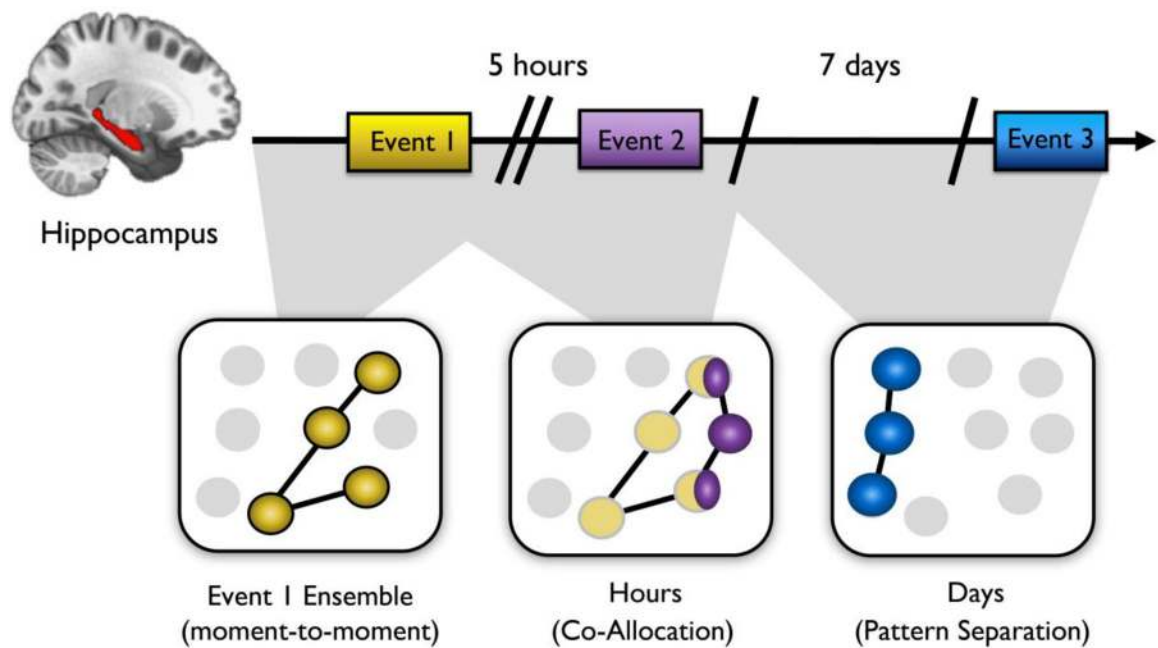 5 hours
7 days
Event 1
Event 2
Event 3
Hippocampus
Event 1 Ensemble
(moment-to-moment)
Hours
(Co-Allocation)
Days
(Pattern Separation)